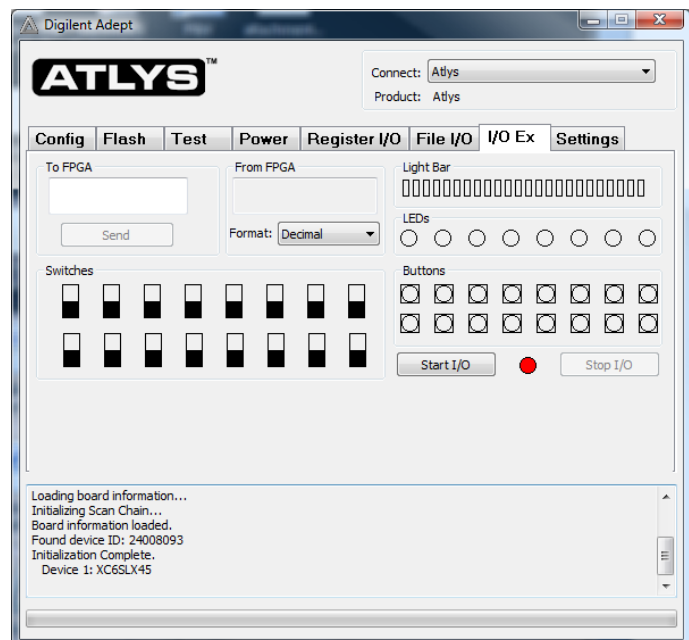 Digilent Adept
ATLYS™
Connect: Atlys
Product: Atlys
Config Flash Test Power Register I/O File I/O I/O Ex Settings
To FPGA
From FPGA
Light Bar
LEDs
Send
Format: Decimal
Switches
Buttons
Start I/O
Stop I/O
Loading board information...
Initializing Scan Chain...
Board information loaded.
Found device ID: 24008093
Initialization Complete.
Device 1: XC6SLX45